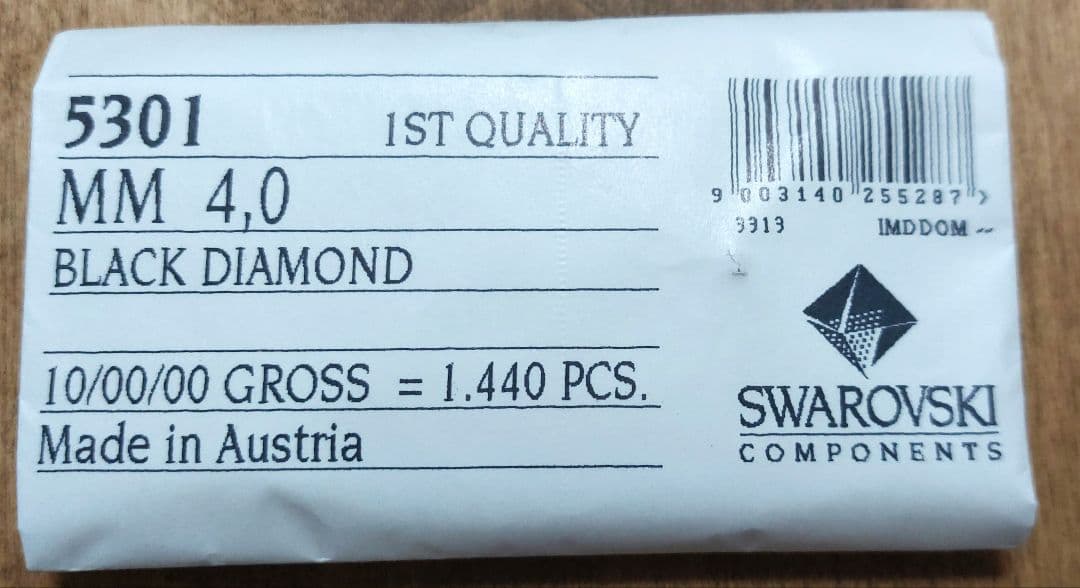 5301 1ST QUALITY
MM 4,0
BLACK DIAMOND
10/00/00 GROSS = 1.440 PCS.
Made in Austria
9 003140 255287 >
3313 IMDDOM --
SWAROVSKI
COMPONENTS